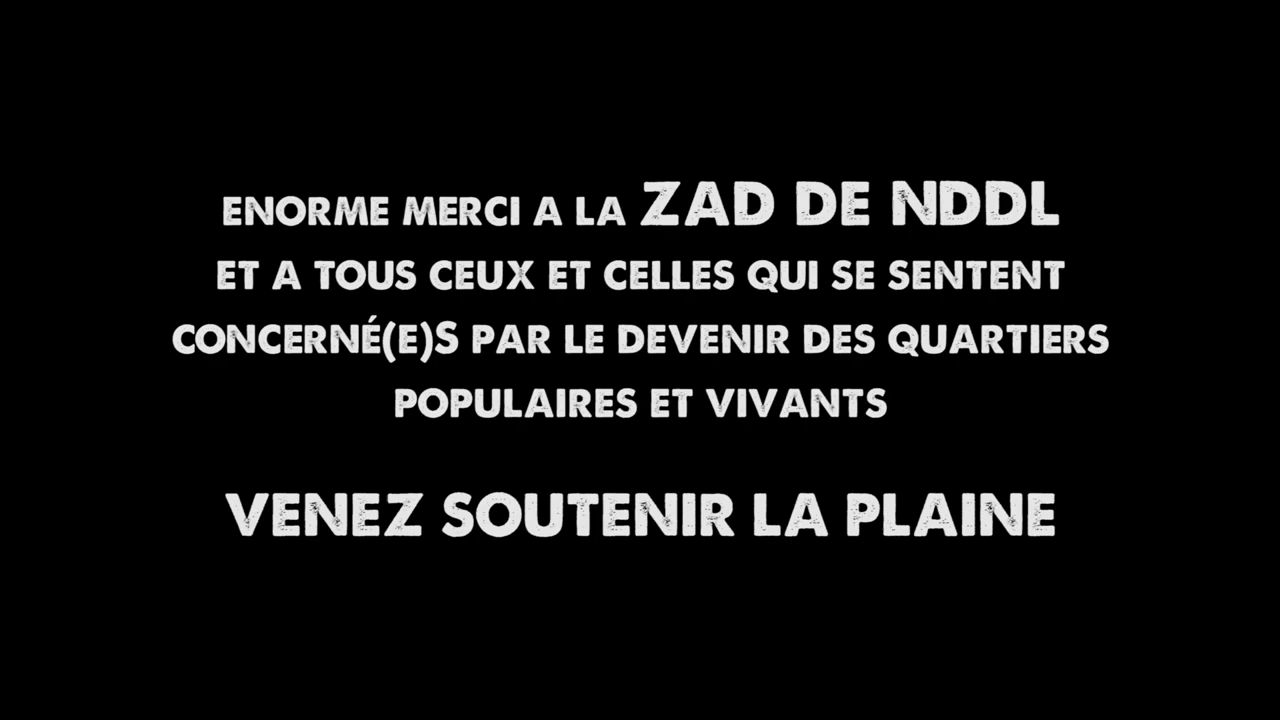 ENORME MERCI A LA ZAD DE NDDL
ET A TOUS CEUX ET CELLES QUI SE SENTENT
CONCERNÉ(E)S PAR LE DEVENIR DES QUARTIERS
POPULAIRES ET VIVANTS
VENEZ SOUTENIR LA PLAINE